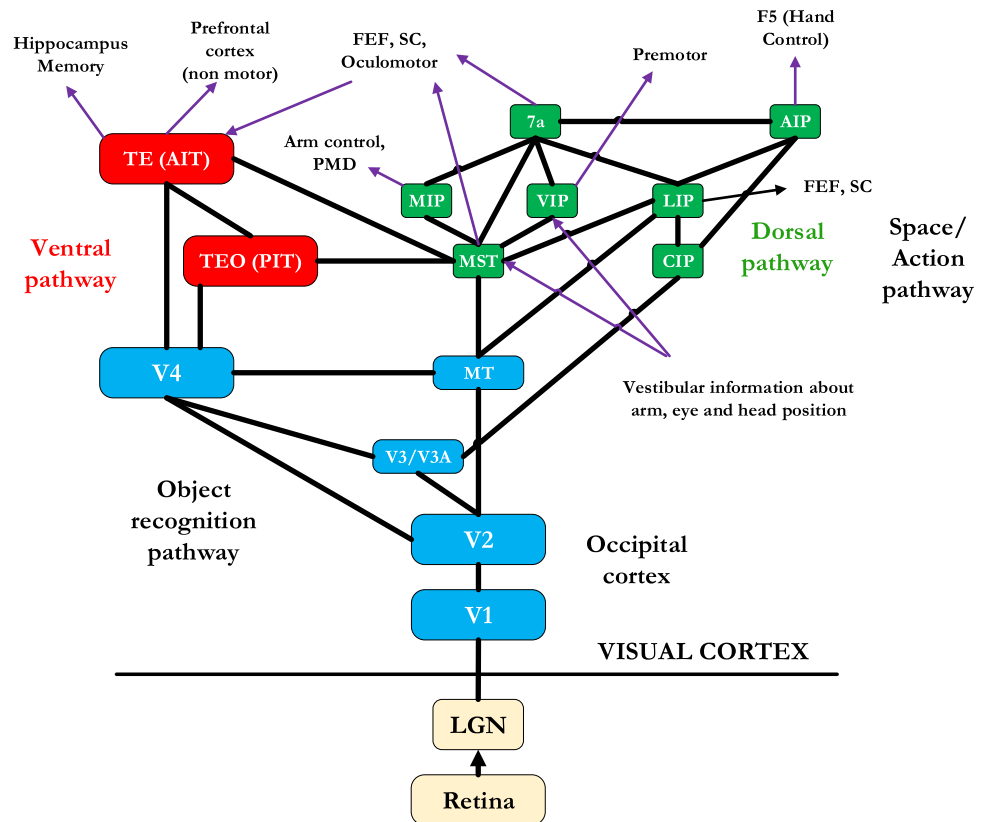 F5 (Hand
Control)
Prefrontal
cortex
(non motor)
Hippocampus
Memory
FEF, SC,
Oculomotor
Premotor
7a
AIP
TE (AIT)
Arm control,
PMD
MIP
VIP
LIP
FEF, SC
Ventral
pathway
TEO (PIT)
MST
CIP
Dorsal
pathway
Space/
Action
pathway
V4
MT
Vestibular information about
arm, eye and head position
V3/V3A
Object
recognition
pathway
V2
Occipital
cortex
V1
VISUAL CORTEX
LGN
Retina